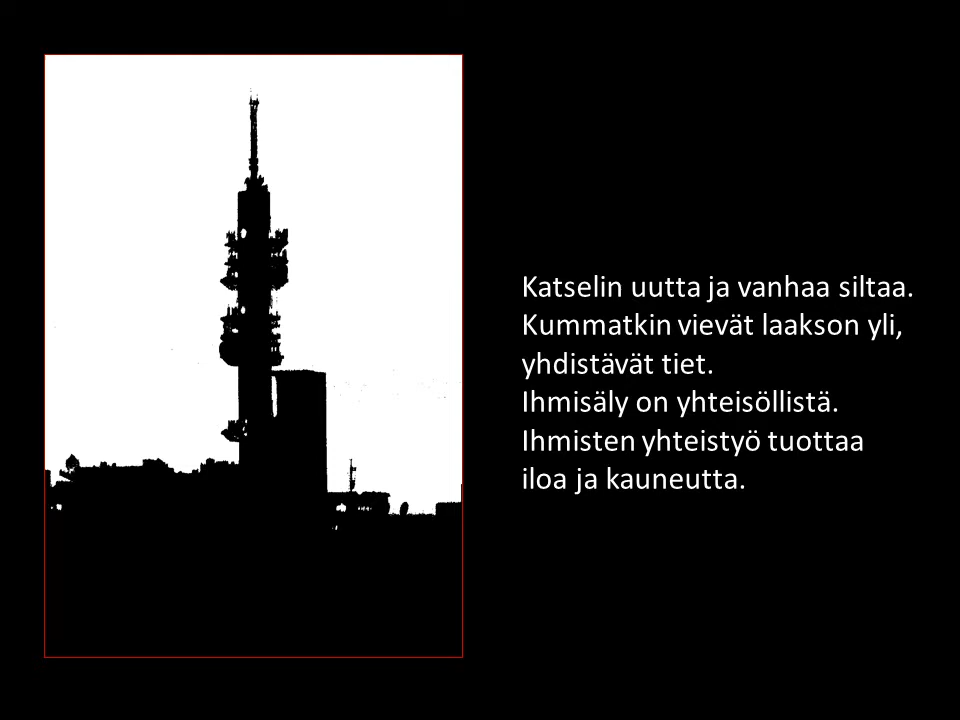 Katselin uutta ja vanhaa siltaa.
Kummatkin vievät laakson yli,
yhdistävät tiet.
Ihmisäly on yhteisöllistä.
Ihmisten yhteistyö tuottaa
iloa ja kauneutta.